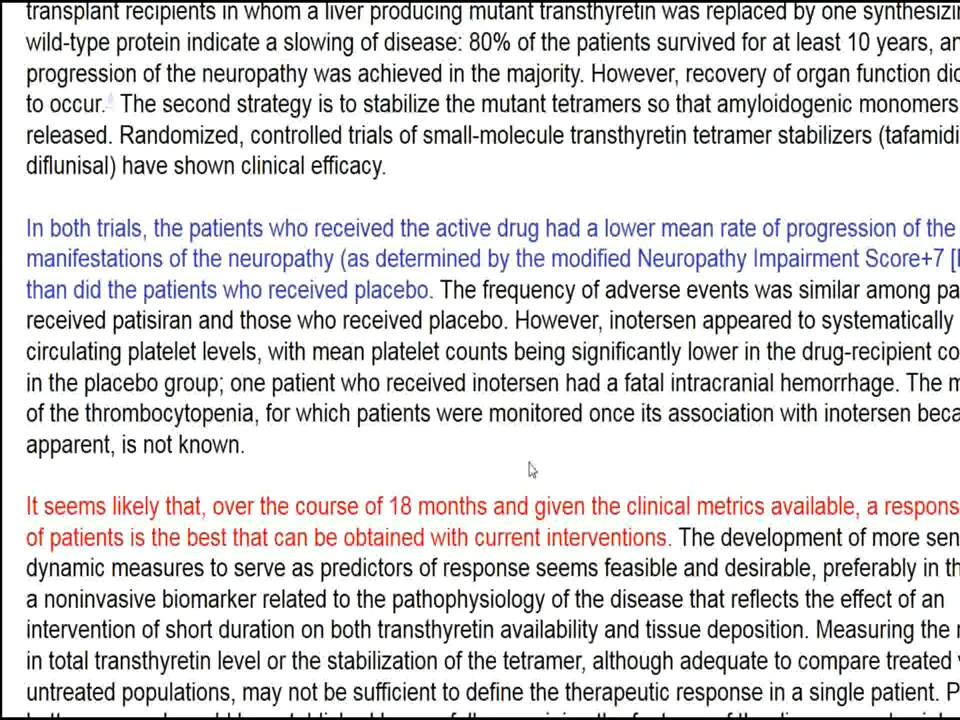 transplant recipients in whom a liver producing mutant transthyretin was replaced by one
wild-type protein indicate a slowing of disease: 80% of the patients survived for at least 10 years,
progression of the neuropathy was achieved in the majority. However, recovery of organ function
to occur. The second strategy is to stabilize the mutant tetramers so that amyloidogenic monomers
released. Randomized, controlled trials of small-molecule transthyretin tetramer stabilizers
diflunisal) have shown clinical efficacy.
In both trials, the patients who received the active drug had a lower mean rate of progression of the
manifestations of the neuropathy (as determined by the modified Neuropathy Impairment Score+7
than did the patients who received placebo. The frequency of adverse events was similar among
received patisiran and those who received placebo. However, inotersen appeared to systematically
circulating platelet levels, with mean platelet counts being significantly lower in the drug-recipient
in the placebo group; one patient who received inotersen had a fatal intracranial hemorrhage. The
of the thrombocytopenia, for which patients were monitored once its association with inotersen
apparent, is not known.
It seems likely that, over the course of 18 months and given the clinical metrics available, a
of patients is the best that can be obtained with current interventions. The development of more
dynamic measures to serve as predictors of response seems feasible and desirable, preferably in
a noninvasive biomarker related to the pathophysiology of the disease that reflects the effect of an
intervention of short duration on both transthyretin availability and tissue deposition. Measuring the
in total transthyretin level or the stabilization of the tetramer, although adequate to compare treated
untreated populations, may not be sufficient to define the therapeutic response in a single patient.